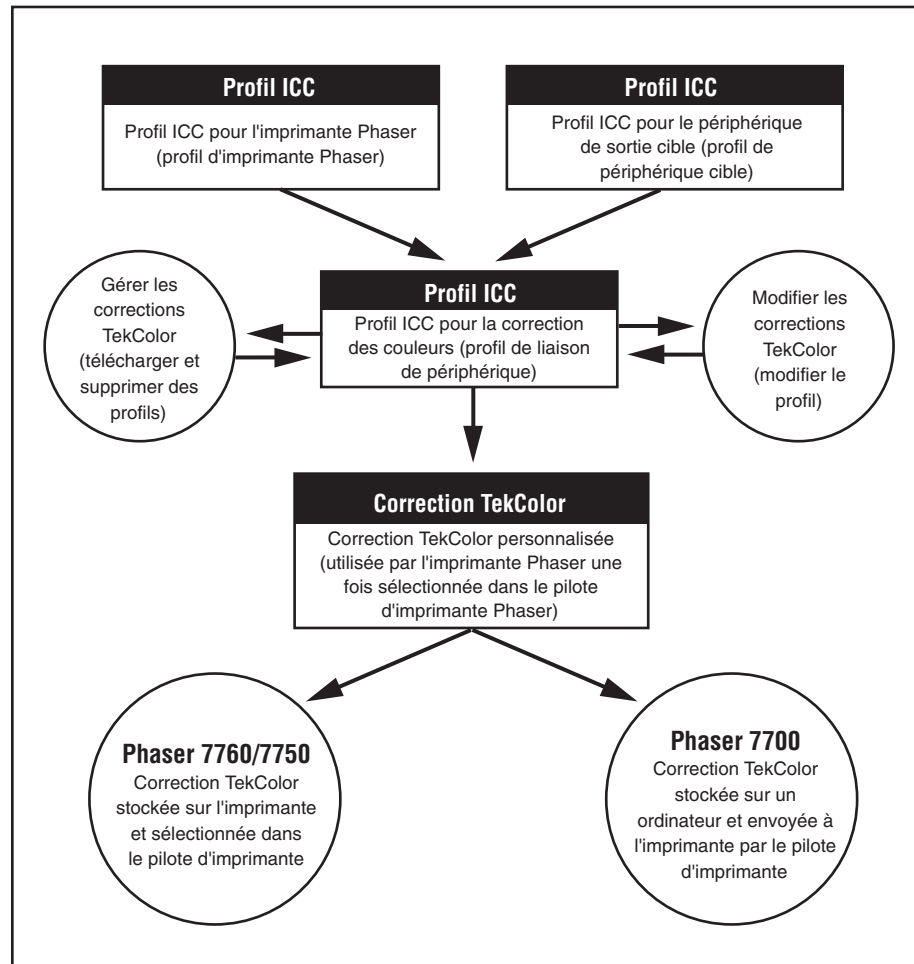 Profil ICC
Profil ICC pour l'imprimante Phaser
(profil d'imprimante Phaser)
Profil ICC
Profil ICC pour le périphérique
de sortie cible (profil de
périphérique cible)
Gérer les
corrections
TekColor
(télécharger et
supprimer des
profils)
Profil ICC
Profil ICC pour la correction
des couleurs (profil de liaison
de périphérique)
Modifier les
corrections
TekColor
(modifier le
profil)
Correction TekColor
Correction TekColor personnalisée
(utilisée par l'imprimante Phaser une
fois sélectionnée dans le pilote
d'imprimante Phaser)
Phaser 7760/7750
Correction TekColor
stockée sur l'imprimante
et sélectionnée dans
le pilote d'imprimante
Phaser 7700
Correction TekColor
stockée sur un
ordinateur et envoyée à
l'imprimante par le pilote
d'imprimante